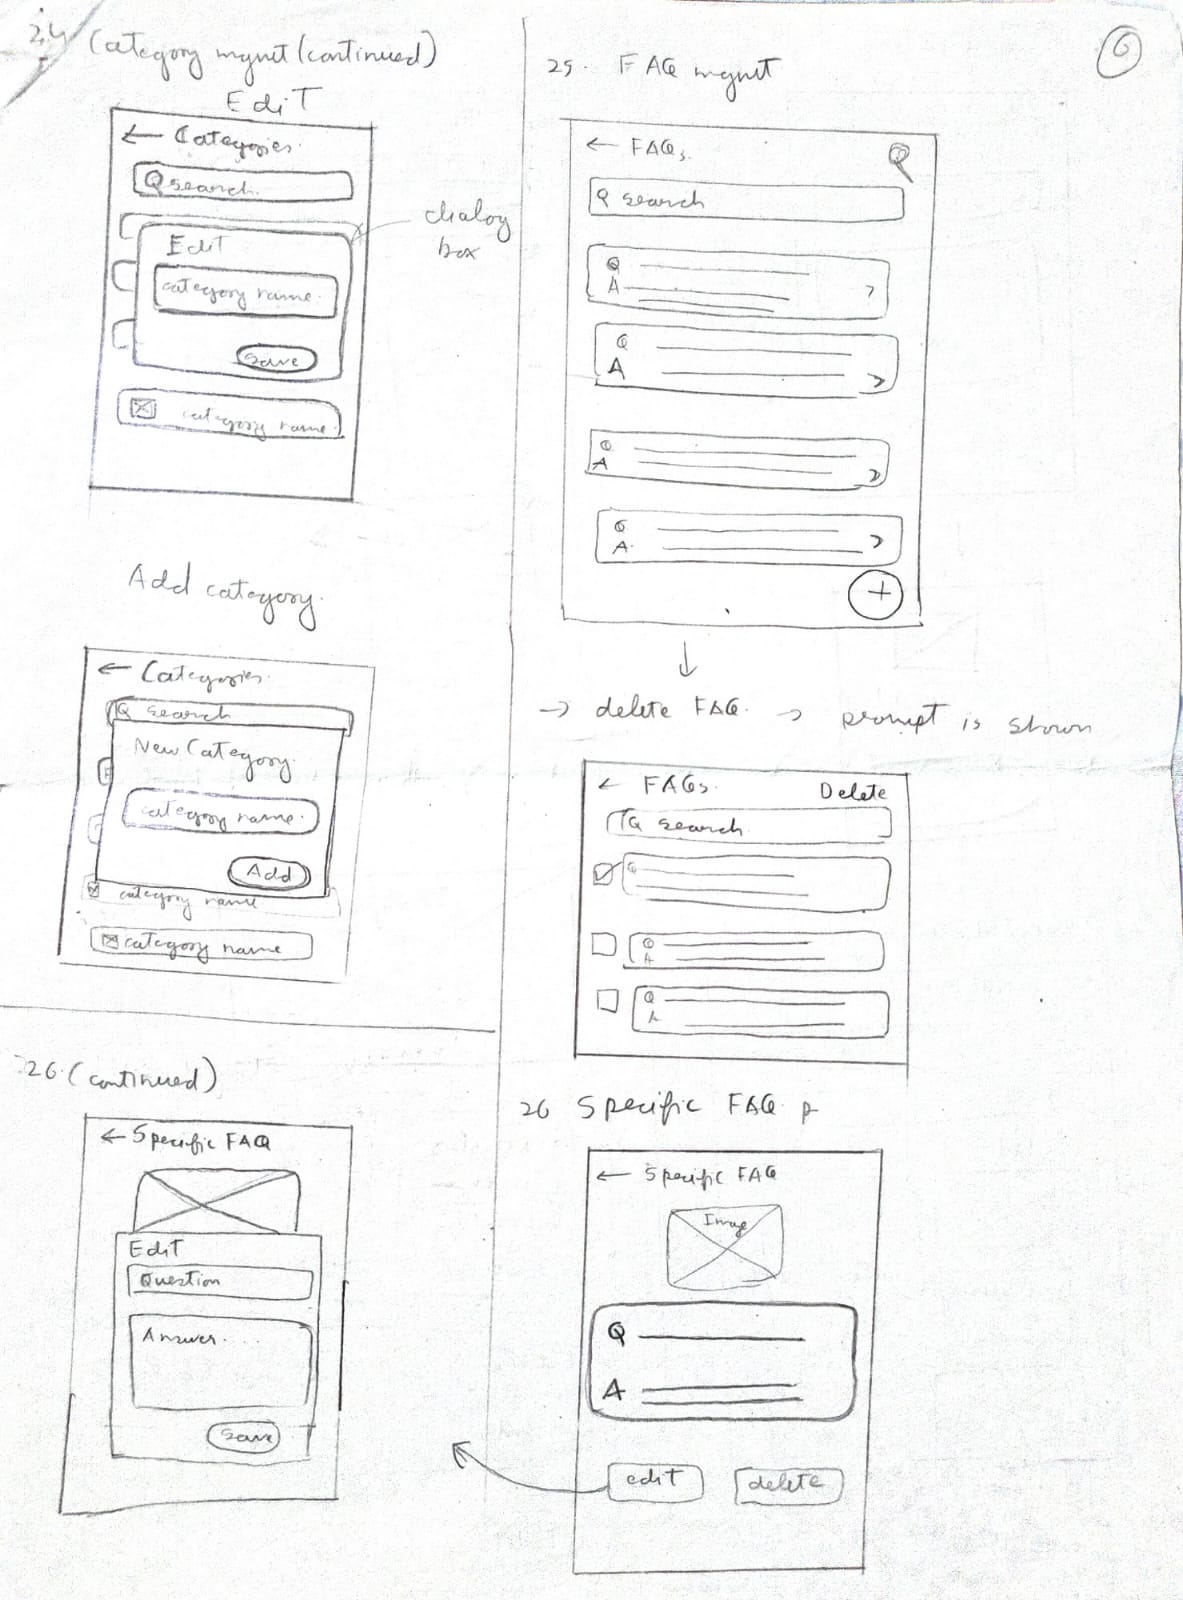 24 Category mgmt (continued)
Edit
← Categories.
search.
Edit
category name.
Save
category name.
dialog
box
Add category.
← Categories.
search
New Category.
category name.
Add
category name
category name
25. FAQ mgmt
6
← FAQs.
search
Q
A
Q
A
Q
A
Q
A.
+
↓
→ delete FAQ. → prompt is shown
← FAQs. Delete
search
Q
Q
A
Q
A
26. (continued)
← Specific FAQ
Edit
Question
Answer....
Save
26 Specific FAQ p
← Specific FAQ
Image
Q
A
edit delete